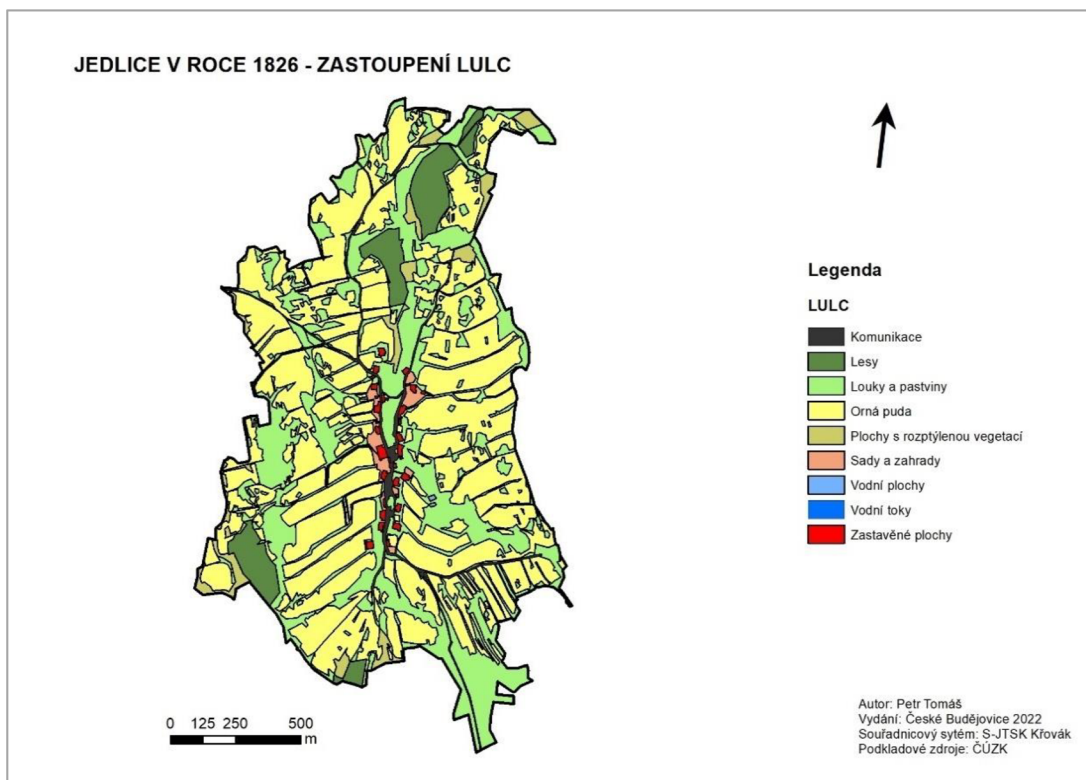 JEDLICE V ROCE 1826 - ZASTOUPENÍ LULC
Legenda
LULC
Komunikace
Lesy
Louky a pastviny
Orná puda
Plochy s rozptýlenou vegetací
Sady a zahrady
Vodní plochy
Vodní toky
Zastavěné plochy
0 125 250 500
m
Autor: Petr Tomáš
Vydání: České Budějovice 2022
Souřadnicový sytém: S-JTSK Křovák
Podkladové zdroje: ČÚZK